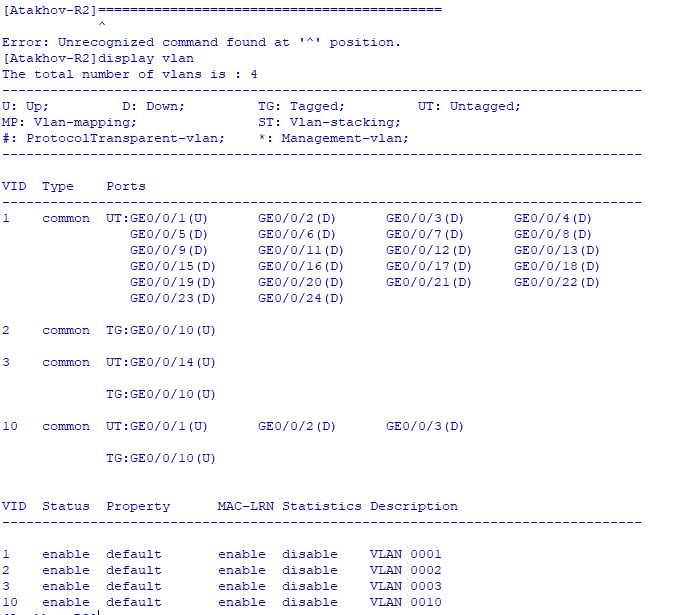 [Atakhov-R2]===========================================
^
Error: Unrecognized command found at '^' position.
[Atakhov-R2]display vlan
The total number of vlans is : 4
--------------------------------------------------------------------------------
U: Up;         D: Down;         TG: Tagged;         UT: Untagged;
MP: Vlan-mapping;               ST: Vlan-stacking;
#: ProtocolTransparent-vlan;    *: Management-vlan;
--------------------------------------------------------------------------------
VID  Type    Ports
--------------------------------------------------------------------------------
1    common  UT:GE0/0/1(U)      GE0/0/2(D)      GE0/0/3(D)      GE0/0/4(D)
GE0/0/5(D)      GE0/0/6(D)      GE0/0/7(D)      GE0/0/8(D)
GE0/0/9(D)      GE0/0/11(D)     GE0/0/12(D)     GE0/0/13(D)
GE0/0/15(D)     GE0/0/16(D)     GE0/0/17(D)     GE0/0/18(D)
GE0/0/19(D)     GE0/0/20(D)     GE0/0/21(D)     GE0/0/22(D)
GE0/0/23(D)     GE0/0/24(D)
2    common  TG:GE0/0/10(U)
3    common  UT:GE0/0/14(U)
TG:GE0/0/10(U)
10   common  UT:GE0/0/1(U)      GE0/0/2(D)      GE0/0/3(D)
TG:GE0/0/10(U)
VID  Status  Property      MAC-LRN Statistics Description
--------------------------------------------------------------------------------
1    enable  default       enable  disable    VLAN 0001
2    enable  default       enable  disable    VLAN 0002
3    enable  default       enable  disable    VLAN 0003
10   enable  default       enable  disable    VLAN 0010